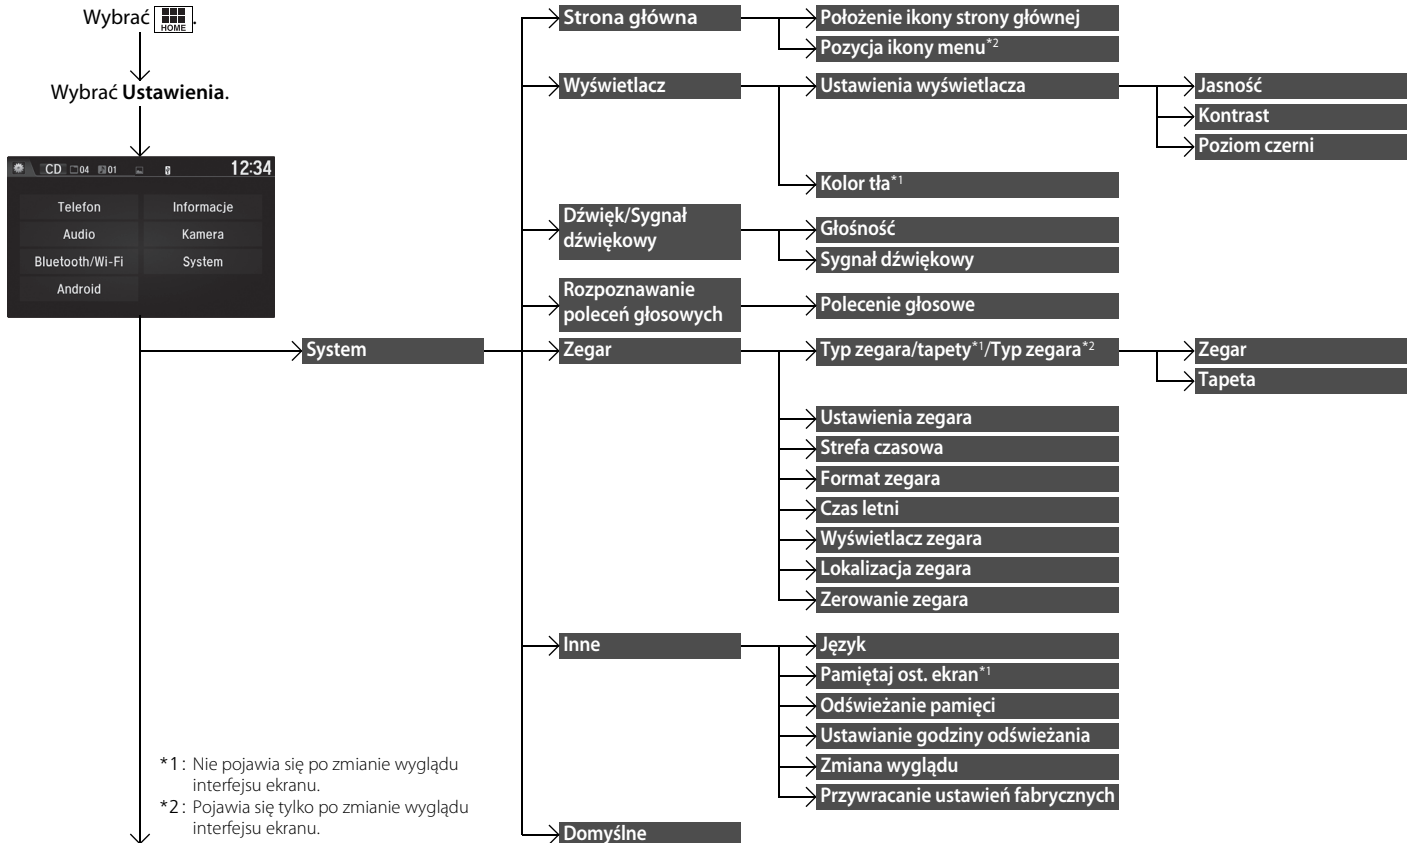 Wybrać HOME.
Wybrać Ustawienia.
CD 04 01 12:34
Telefon Informacje
Audio Kamera
Bluetooth/Wi-Fi System
Android
System
Strona główna
Położenie ikony strony głównej
Pozycja ikony menu*2
Wyświetlacz
Ustawienia wyświetlacza
Jasność
Kontrast
Poziom czerni
Kolor tła*1
Dźwięk/Sygnał
dźwiękowy
Głośność
Sygnał dźwiękowy
Rozpoznawanie
poleceń głosowych
Polecenie głosowe
Zegar
Typ zegara/tapety*1/Typ zegara*2
Zegar
Tapeta
Ustawienia zegara
Strefa czasowa
Format zegara
Czas letni
Wyświetlacz zegara
Lokalizacja zegara
Zerowanie zegara
Inne
Język
Pamiętaj ost. ekran*1
Odświeżanie pamięci
Ustawianie godziny odświeżania
Zmiana wyglądu
Przywracanie ustawień fabrycznych
Domyślne
*1: Nie pojawia się po zmianie wyglądu
interfejsu ekranu.
*2: Pojawia się tylko po zmianie wyglądu
interfejsu ekranu.